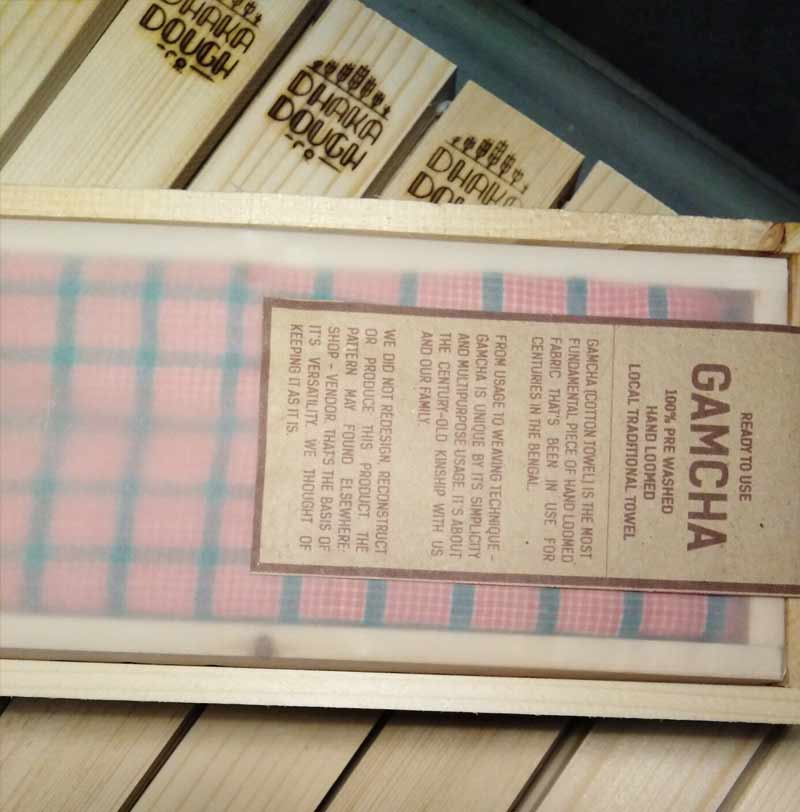 DHAKA
DOUGH
DHAKA
DOUGH
DHAKA
READY TO USE
GAMCHA
100% PRE WASHED
HAND LOOMED
LOCAL TRADITIONAL TOWEL
GAMCHA (COTTON TOWEL) IS THE MOST
FUNDAMENTAL PIECE OF HAND LOOMED
FABRIC THAT'S BEEN IN USE FOR
CENTURIES IN THE BENGAL.
FROM USAGE TO WEAVING TECHNIQUE -
GAMCHA IS UNIQUE BY ITS SIMPLICITY
AND MULTIPURPOSE USAGE. IT'S ABOUT
THE CENTURY-OLD KINSHIP WITH US
AND OUR FAMILY.
WE DID NOT REDESIGN, RECONSTRUCT
OR PRODUCE THIS PRODUCT. THE
PATTERN MAY FOUND ELSEWHERE;
SHOP - VENDOR. THAT'S THE BASIS OF
IT'S VERSATILITY. WE THOUGHT OF
KEEPING IT AS IT IS.